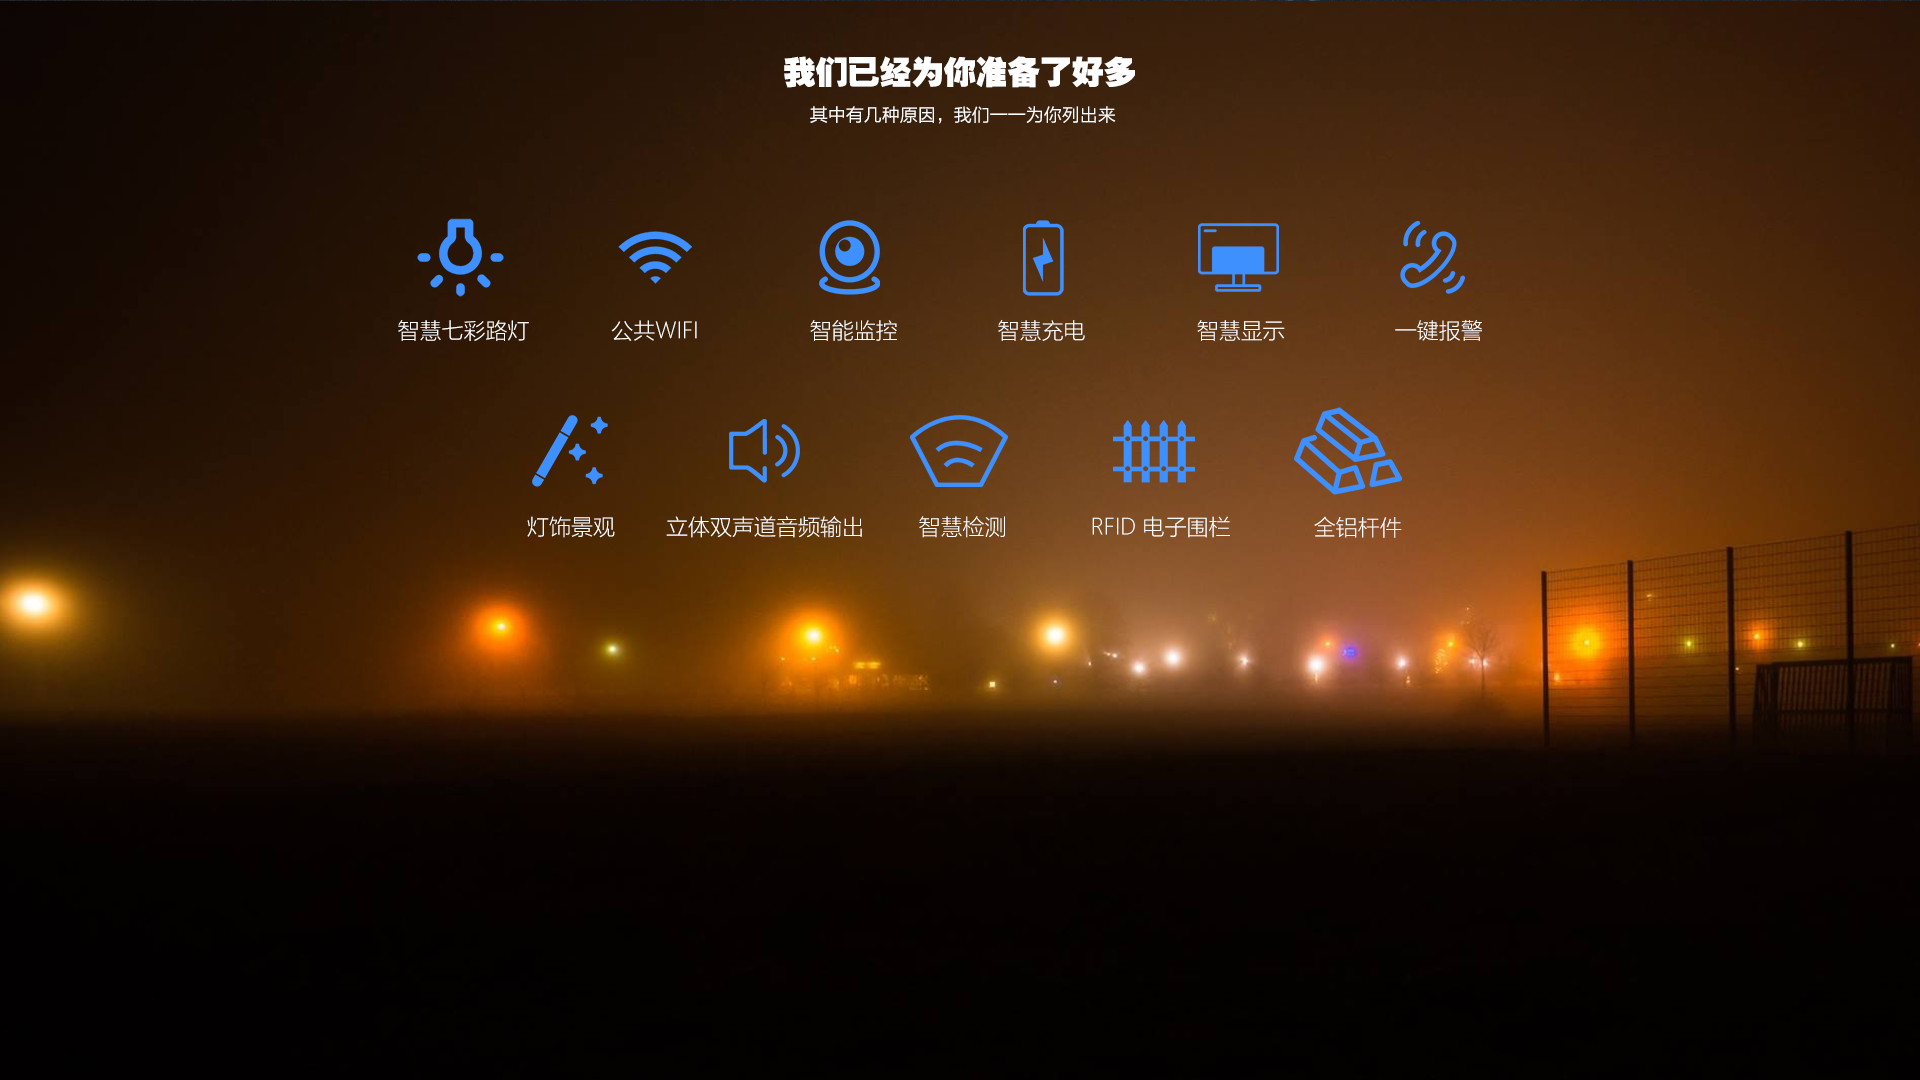 我们已经为你准备了好多
其中有几种原因，我们一一为你列出来
智慧七彩路灯
公共WIFI
智能监控
智慧充电
智慧显示
一键报警
灯饰景观
立体双声道音频输出
智慧检测
RFID 电子围栏
全铝杆件